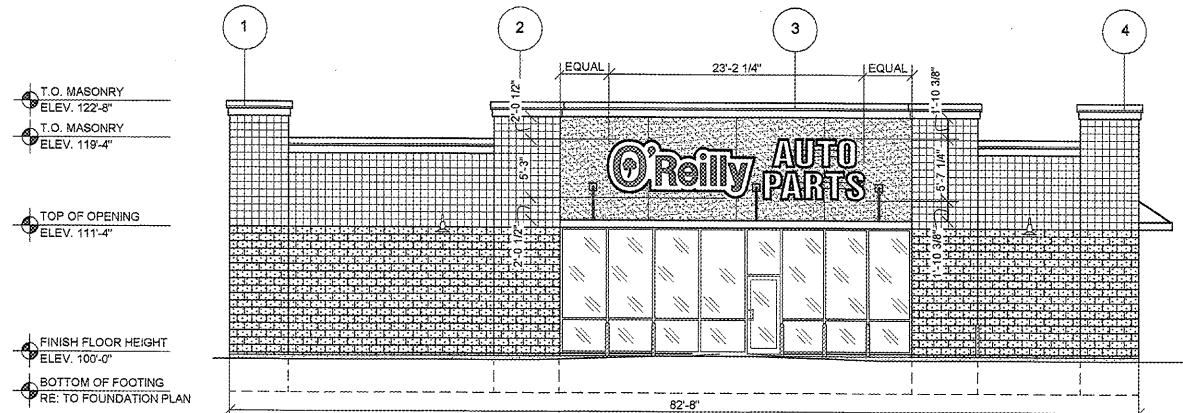 1
2
3
4
EQUAL
23'-2 1/4"
EQUAL
T.O. MASONRY
ELEV. 122'-8"
T.O. MASONRY
ELEV. 119'-4"
2'-0 1/2"
1'-10 3/8"
O'Reilly AUTO PARTS
5'-3"
5'-7 1/4"
TOP OF OPENING
ELEV. 111'-4"
2'-0 1/2"
1'-10 3/8"
FINISH FLOOR HEIGHT
ELEV. 100'-0"
BOTTOM OF FOOTING
RE: TO FOUNDATION PLAN
82'-8"